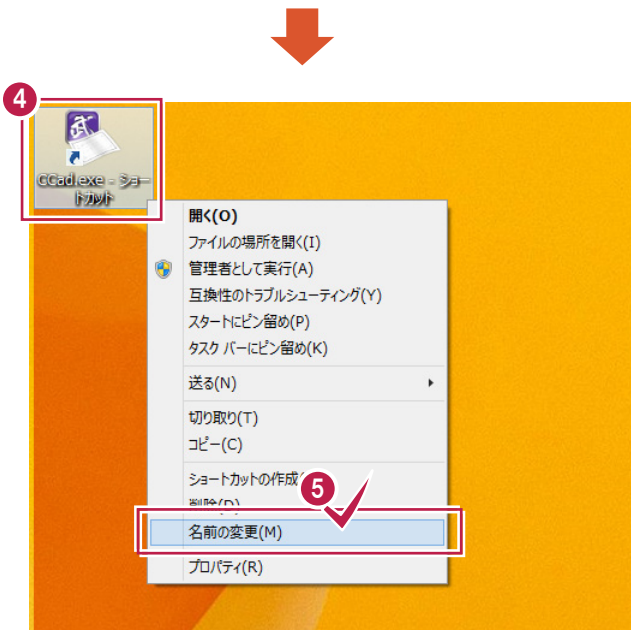 4
武
CCad.exe - ショー
トカット
開く(O)
ファイルの場所を開く(I)
管理者として実行(A)
互換性のトラブルシューティング(Y)
スタートにピン留め(P)
タスク バーにピン留め(K)
送る(N)
切り取り(T)
コピー(C)
ショートカットの作成
5
削除(D)
名前の変更(M)
プロパティ(R)